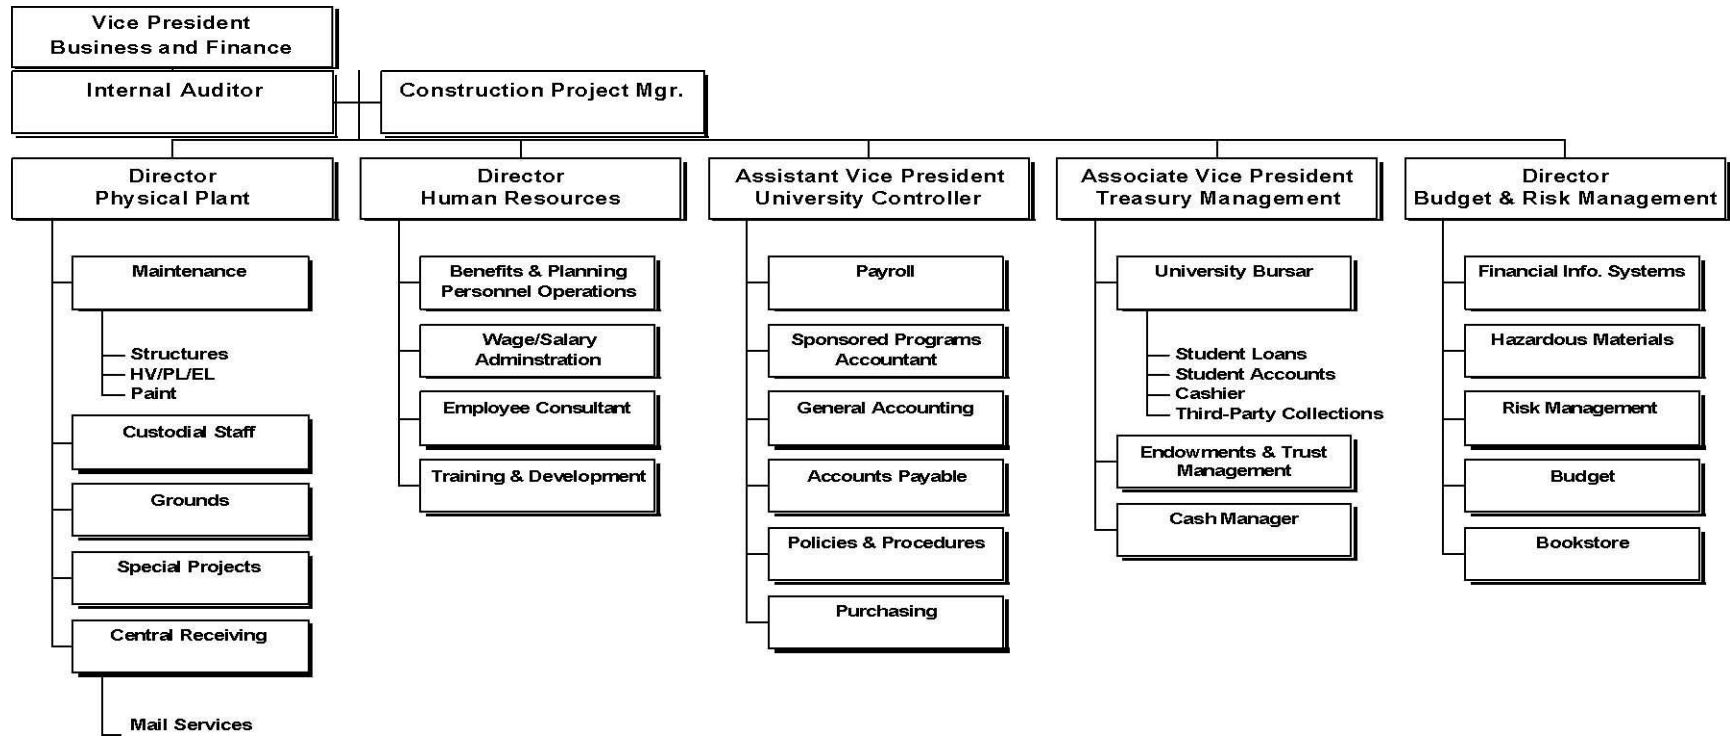 Vice President
Business and Finance
Internal Auditor
Construction Project Mgr.
Director
Physical Plant
Director
Human Resources
Assistant Vice President
University Controller
Associate Vice President
Treasury Management
Director
Budget & Risk Management
Maintenance
Structures
HV/PL/EL
Paint
Custodial Staff
Grounds
Special Projects
Central Receiving
Mail Services
Benefits & Planning
Personnel Operations
Wage/Salary
Adminstration
Employee Consultant
Training & Development
Payroll
Sponsored Programs
Accountant
General Accounting
Accounts Payable
Policies & Procedures
Purchasing
University Bursar
Student Loans
Student Accounts
Cashier
Third-Party Collections
Endowments & Trust
Management
Cash Manager
Financial Info. Systems
Hazardous Materials
Risk Management
Budget
Bookstore